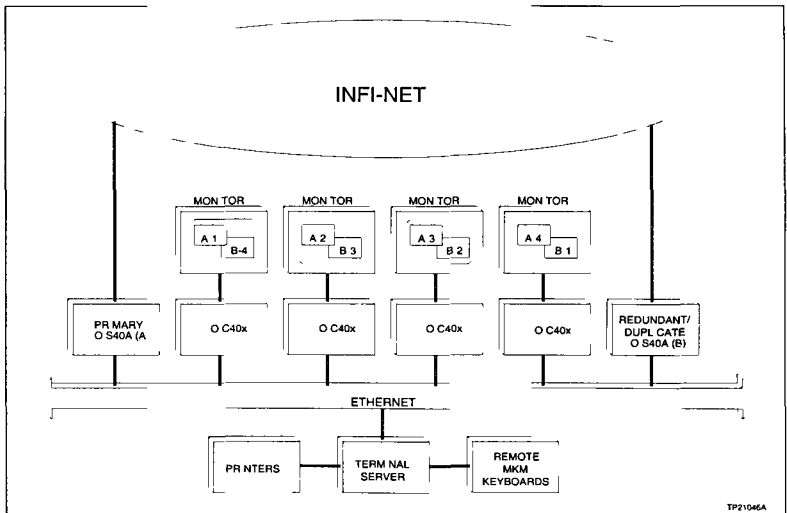 INFI-NET
MON TOR
MON TOR
MON TOR
MON TOR
A 1
B-4
A 2
B 3
A 3
B 2
A 4
B 1
PR MARY
O S40A (A
O C40x
O C40x
O C40x
O C40x
REDUNDANT/
DUPL CATE
O S40A (B)
ETHERNET
PR NTERS
TERM NAL
SERVER
REMOTE
MKM
KEYBOARDS
TP21046A